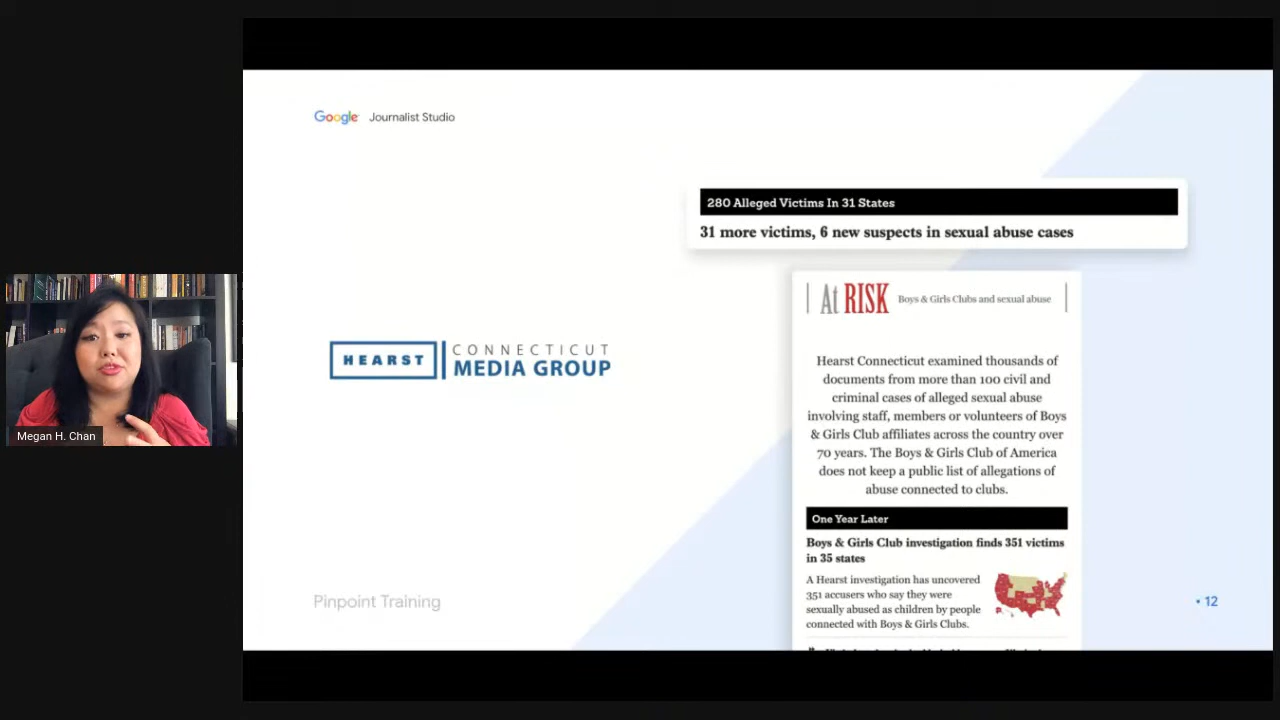 Google Journalist Studio
280 Alleged Victims In 31 States
31 more victims, 6 new suspects in sexual abuse cases
At RISK Boys & Girls Clubs and sexual abuse
HEARST CONNECTICUT
MEDIA GROUP
Hearst Connecticut examined thousands of
documents from more than 100 civil and
criminal cases of alleged sexual abuse
involving staff, members or volunteers of Boys
& Girls Club affiliates across the country over
70 years. The Boys & Girls Club of America
does not keep a public list of allegations of
abuse connected to clubs.
One Year Later
Boys & Girls Club investigation finds 351 victims
in 35 states
A Hearst investigation has uncovered
351 accusers who say they were
sexually abused as children by people
connected with Boys & Girls Clubs.
Megan H. Chan
Pinpoint Training
• 12